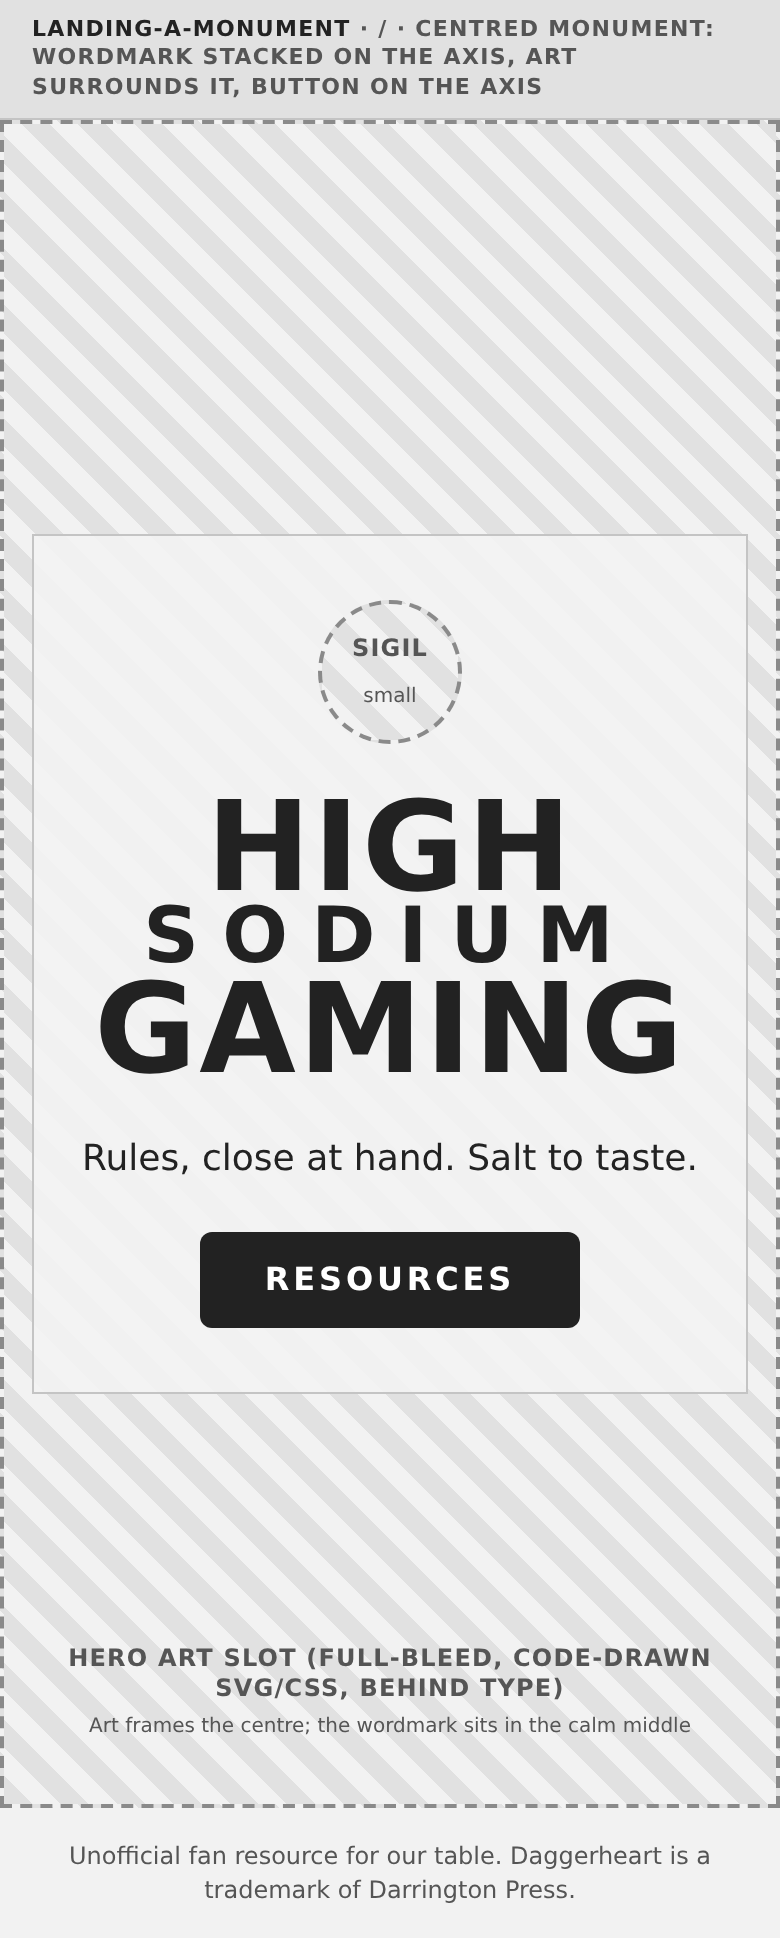 LANDING-A-MONUMENT · / · CENTRED MONUMENT:
WORDMARK STACKED ON THE AXIS, ART
SURROUNDS IT, BUTTON ON THE AXIS
SIGIL
small
HIGH
SODIUM
GAMING
Rules, close at hand. Salt to taste.
RESOURCES
HERO ART SLOT (FULL-BLEED, CODE-DRAWN
SVG/CSS, BEHIND TYPE)
Art frames the centre; the wordmark sits in the calm middle
Unofficial fan resource for our table. Daggerheart is a
trademark of Darrington Press.